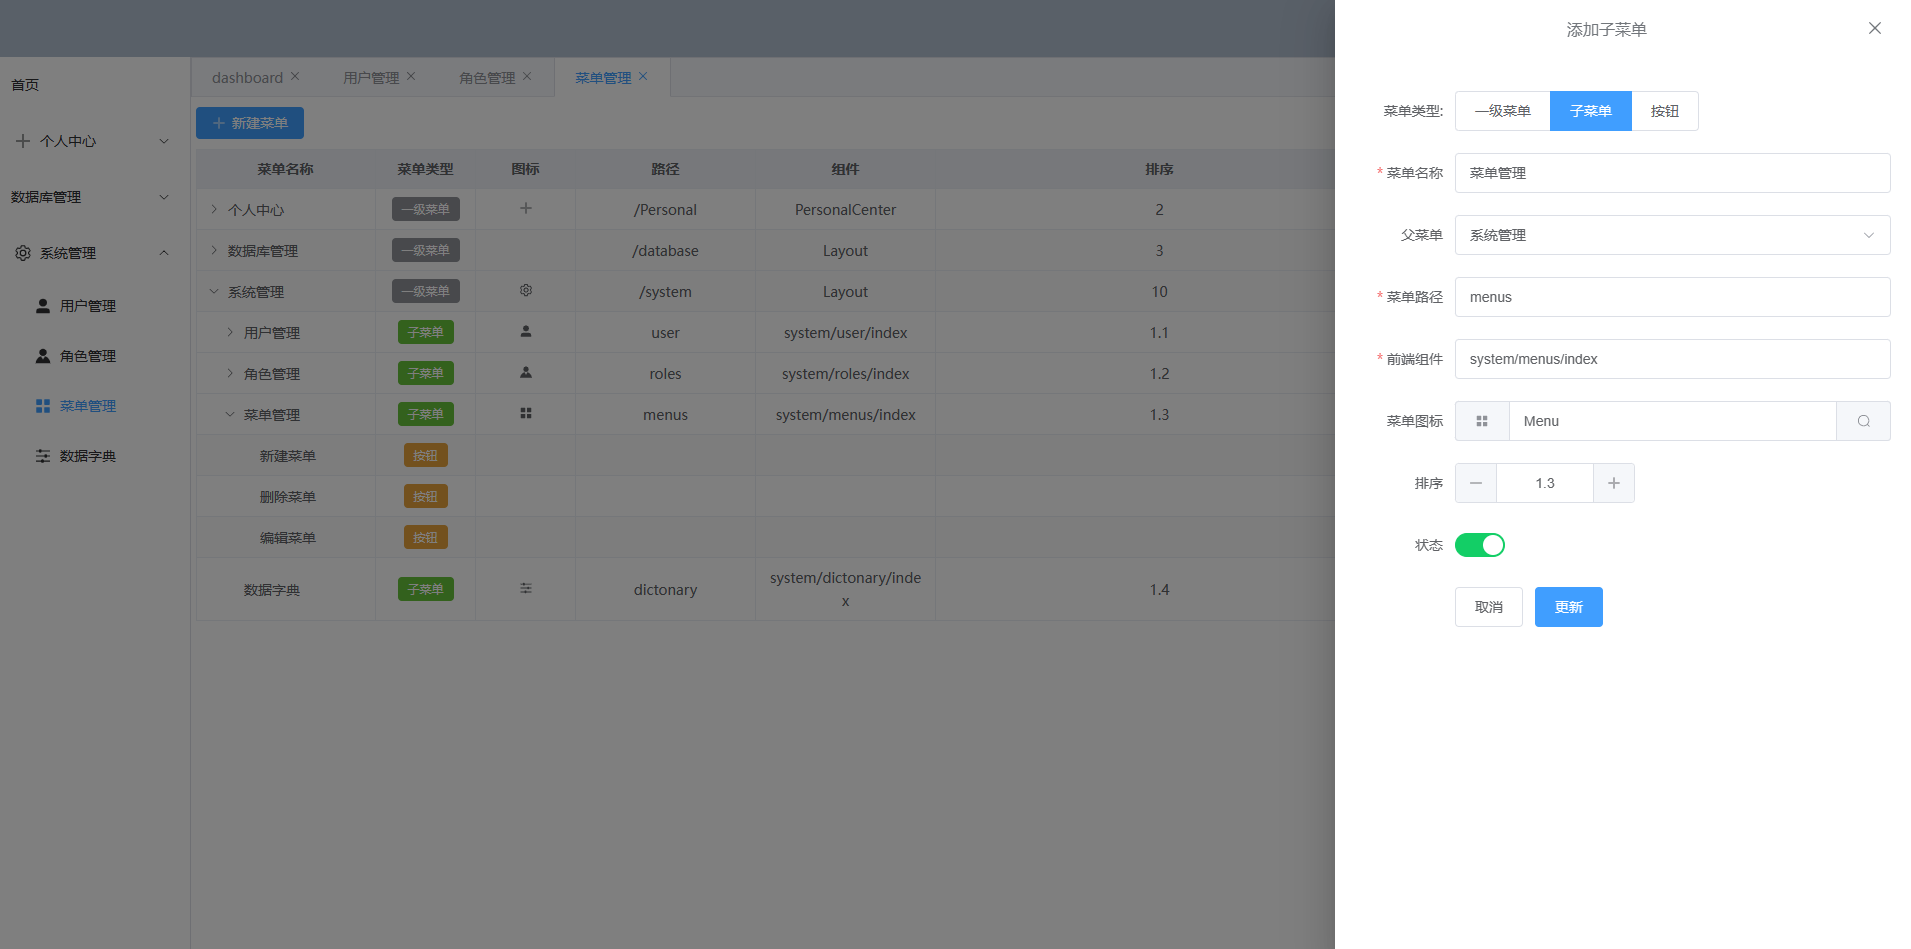 首页
个人中心
数据库管理
系统管理
用户管理
角色管理
菜单管理
数据字典
dashboard 用户管理 角色管理 菜单管理
新建菜单
菜单名称 菜单类型 图标 路径 组件 排序
个人中心 一级菜单 /Personal PersonalCenter 2
数据库管理 一级菜单 /database Layout 3
系统管理 一级菜单 /system Layout 10
用户管理 子菜单 user system/user/index 1.1
角色管理 子菜单 roles system/roles/index 1.2
菜单管理 子菜单 menus system/menus/index 1.3
新建菜单 按钮
删除菜单 按钮
编辑菜单 按钮
数据字典 子菜单 dictonary system/dictonary/inde 1.4
x
添加子菜单
菜单类型: 一级菜单 子菜单 按钮
* 菜单名称 菜单管理
父菜单 系统管理
* 菜单路径 menus
* 前端组件 system/menus/index
菜单图标 Menu
排序 1.3
状态
取消 更新